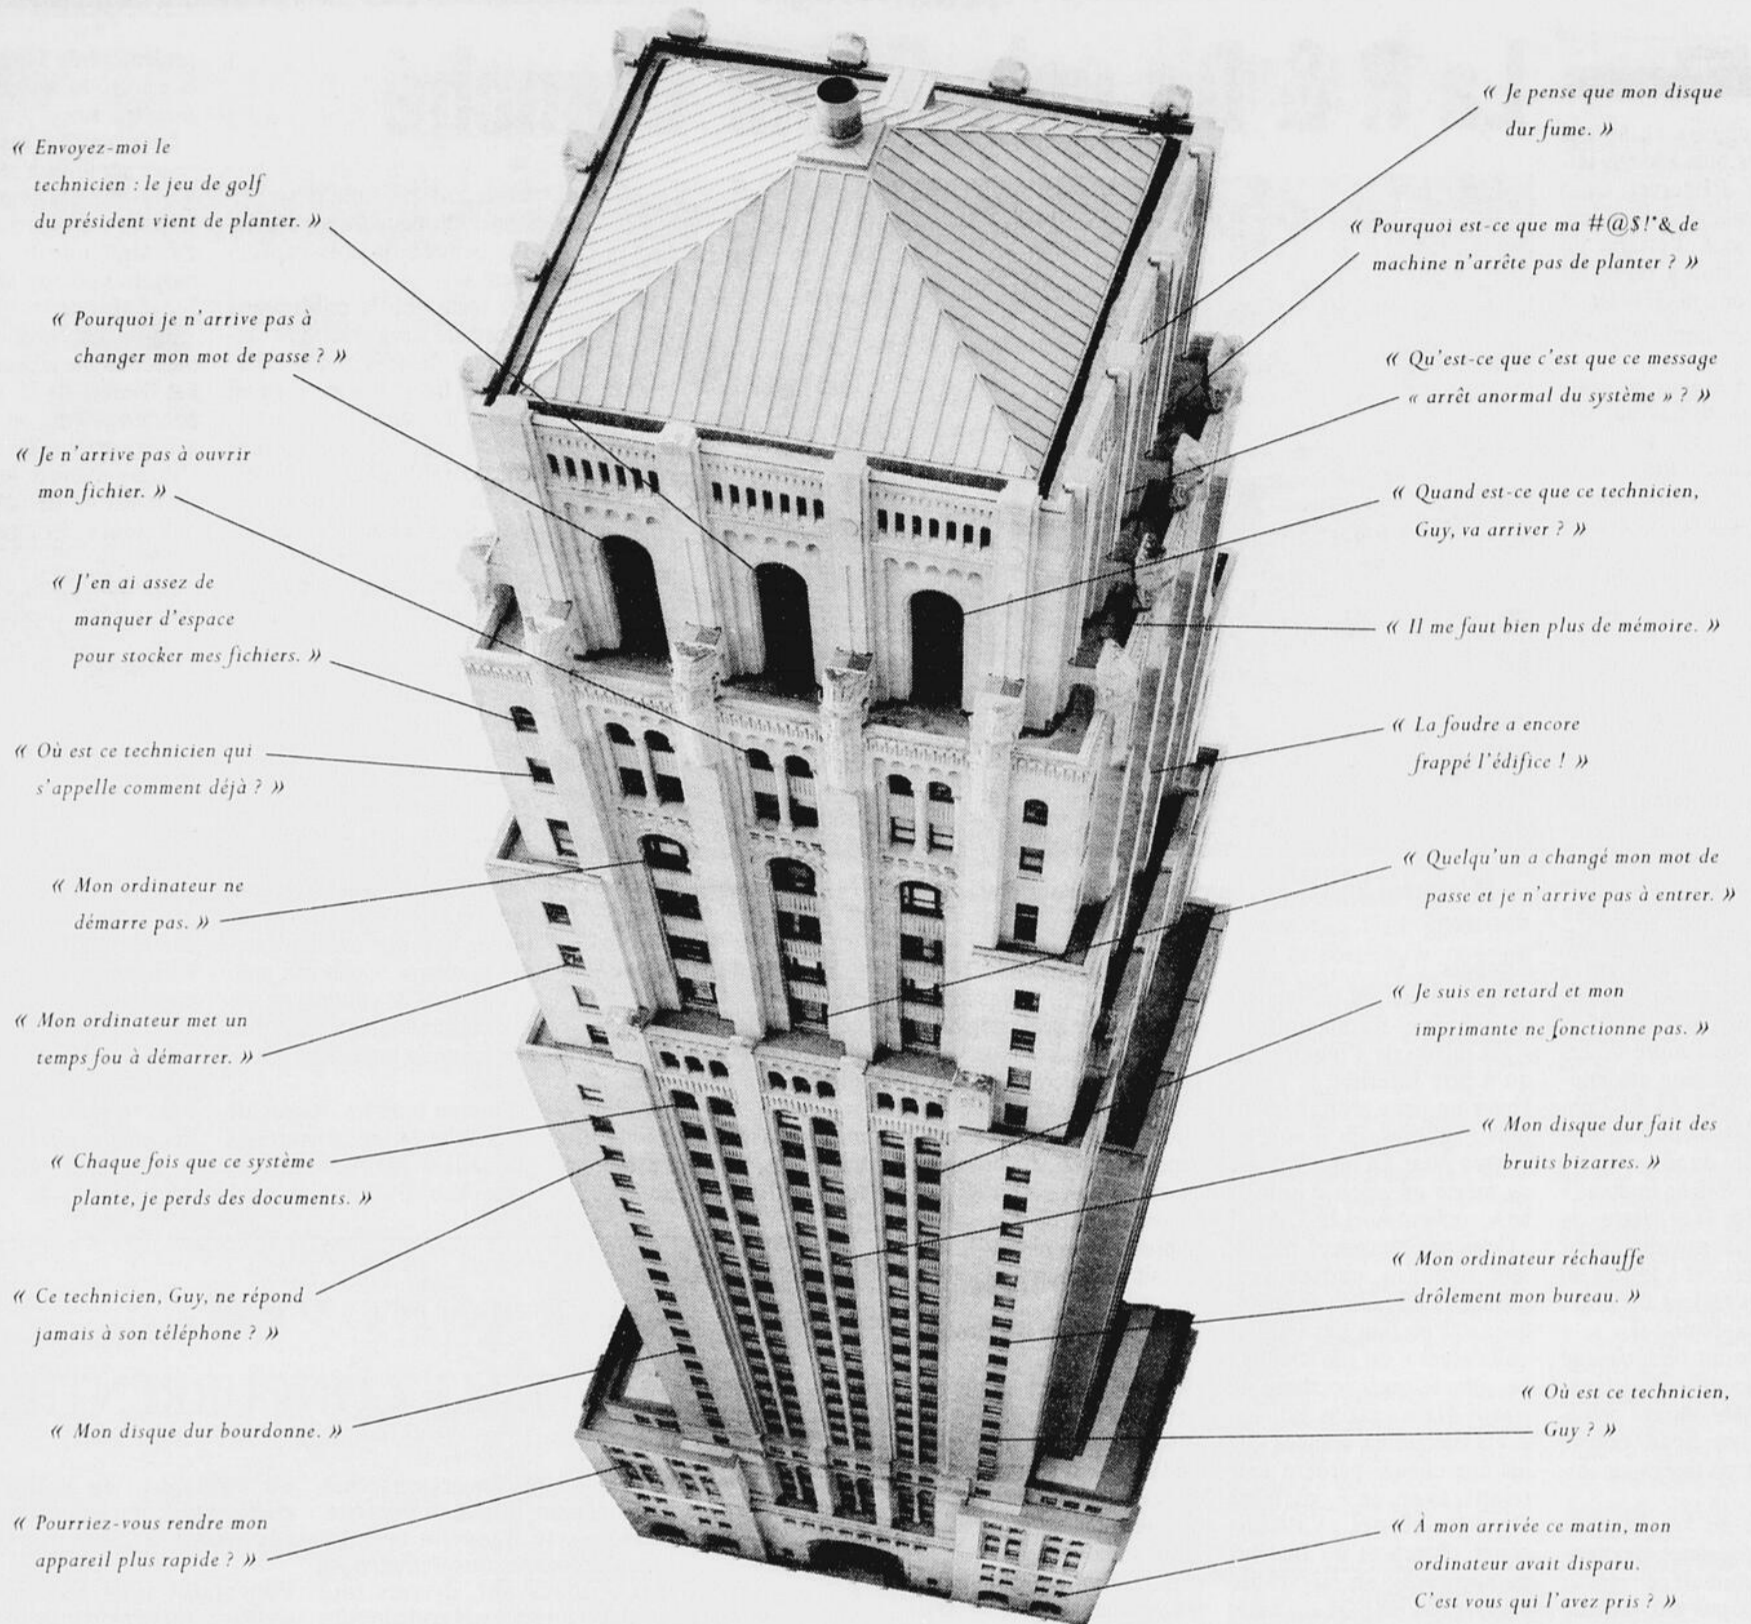 « Envoyez-moi le
technicien : le jeu de golf
du président vient de planter. »
« Pourquoi je n'arrive pas à
changer mon mot de passe ? »
« Je n'arrive pas à ouvrir
mon fichier. »
« J'en ai assez de
manquer d'espace
pour stocker mes fichiers. »
« Où est ce technicien qui
s'appelle comment déjà ? »
« Mon ordinateur ne
démarre pas. »
« Mon ordinateur met un
temps fou à démarrer. »
« Chaque fois que ce système
plante, je perds des documents. »
« Ce technicien, Guy, ne répond
jamais à son téléphone ? »
« Mon disque dur bourdonne. »
« Pourriez-vous rendre mon
appareil plus rapide ? »
« Je pense que mon disque
dur fume. »
« Pourquoi est-ce que ma #@$!*& de
machine n'arrête pas de planter ? »
« Qu'est-ce que c'est que ce message
« arrêt anormal du système » ? »
« Quand est-ce que ce technicien,
Guy, va arriver ? »
« Il me faut bien plus de mémoire. »
« La foudre a encore
frappé l'édifice ! »
« Quelqu'un a changé mon mot de
passe et je n'arrive pas à entrer. »
« Je suis en retard et mon
imprimante ne fonctionne pas. »
« Mon disque dur fait des
bruits bizarres. »
« Mon ordinateur réchauffe
drôlement mon bureau. »
« Où est ce technicien,
Guy ? »
« À mon arrivée ce matin, mon
ordinateur avait disparu.
C'est vous qui l'avez pris ? »